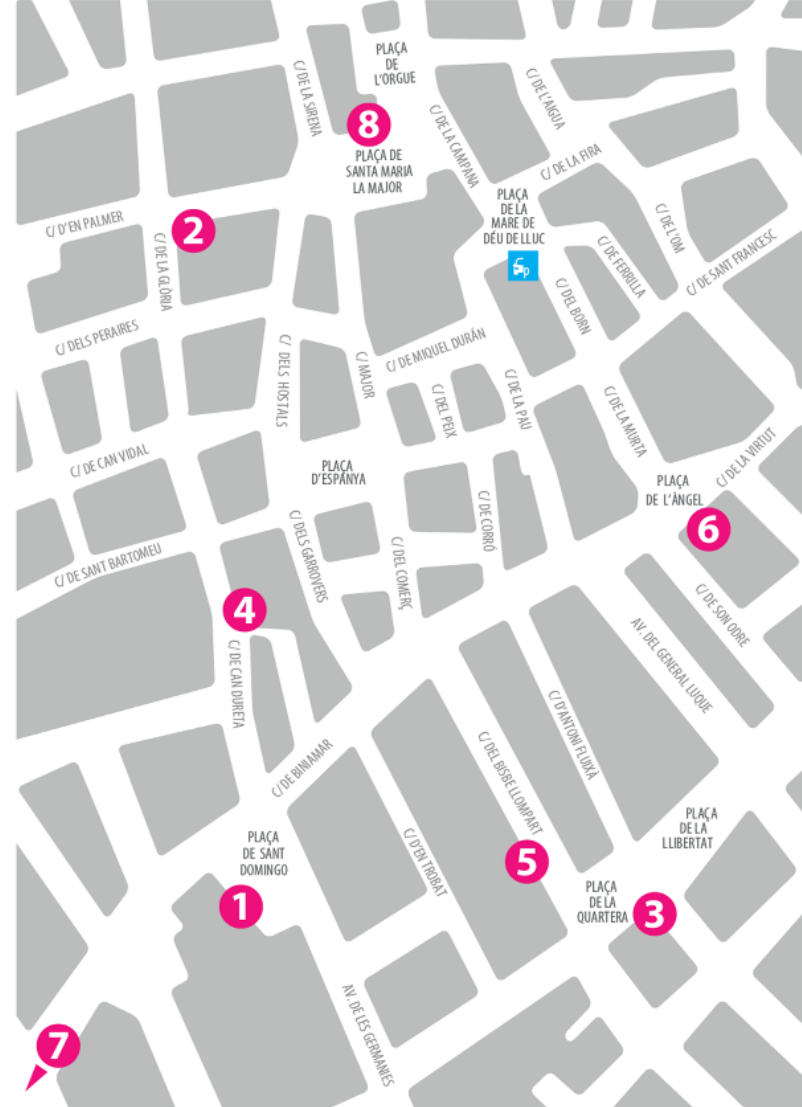 PLAÇA
DE
L'ORGUE
C/ DE LA SIRENA
C/ DE L'AIGUA
8
C/ DE LA CAMPANA
PLAÇA DE
SANTA MARIA
LA MAJOR
C/ DE LA FIRA
PLAÇA
DE LA
MARE DE
DÉU DE LLUC
C/ D'EN PALMER
2
C/ DE LA GLÒRIA
C/ DE L'OM
C/ DE FERRILLA
C/ DE SANT FRANCESC
P
C/ DEL BORN
C/ DELS PERAIRES
C/ DELS HOSTALS
C/ MAJOR
C/ DE MIQUEL DURÁN
C/ DEL PEIX
C/ DE LA PAU
C/ DE LA MURTA
C/ DE LA VIRTUT
C/ DE CAN VIDAL
PLAÇA
D'ESPANYA
PLAÇA
DE L'ÀNGEL
6
C/ DE CORRÓ
C/ DELS GARROVERS
C/ DEL COMERÇ
C/ DE SANT BARTOMEU
4
C/ DE SON ODRE
C/ DE CAN DURETA
AV. DEL GENERAL LUQUE
C/ D'ANTONI FLUIXÀ
C/ DEL BISBE LLOMPART
C/ DE BINIAMAR
PLAÇA
DE LA
LLIBERTAT
PLAÇA
DE SANT
DOMINGO
C/ D'EN TROBAT
5
1
PLAÇA
DE LA
QUARTERA
3
AV. DE LES GERMANIES
7